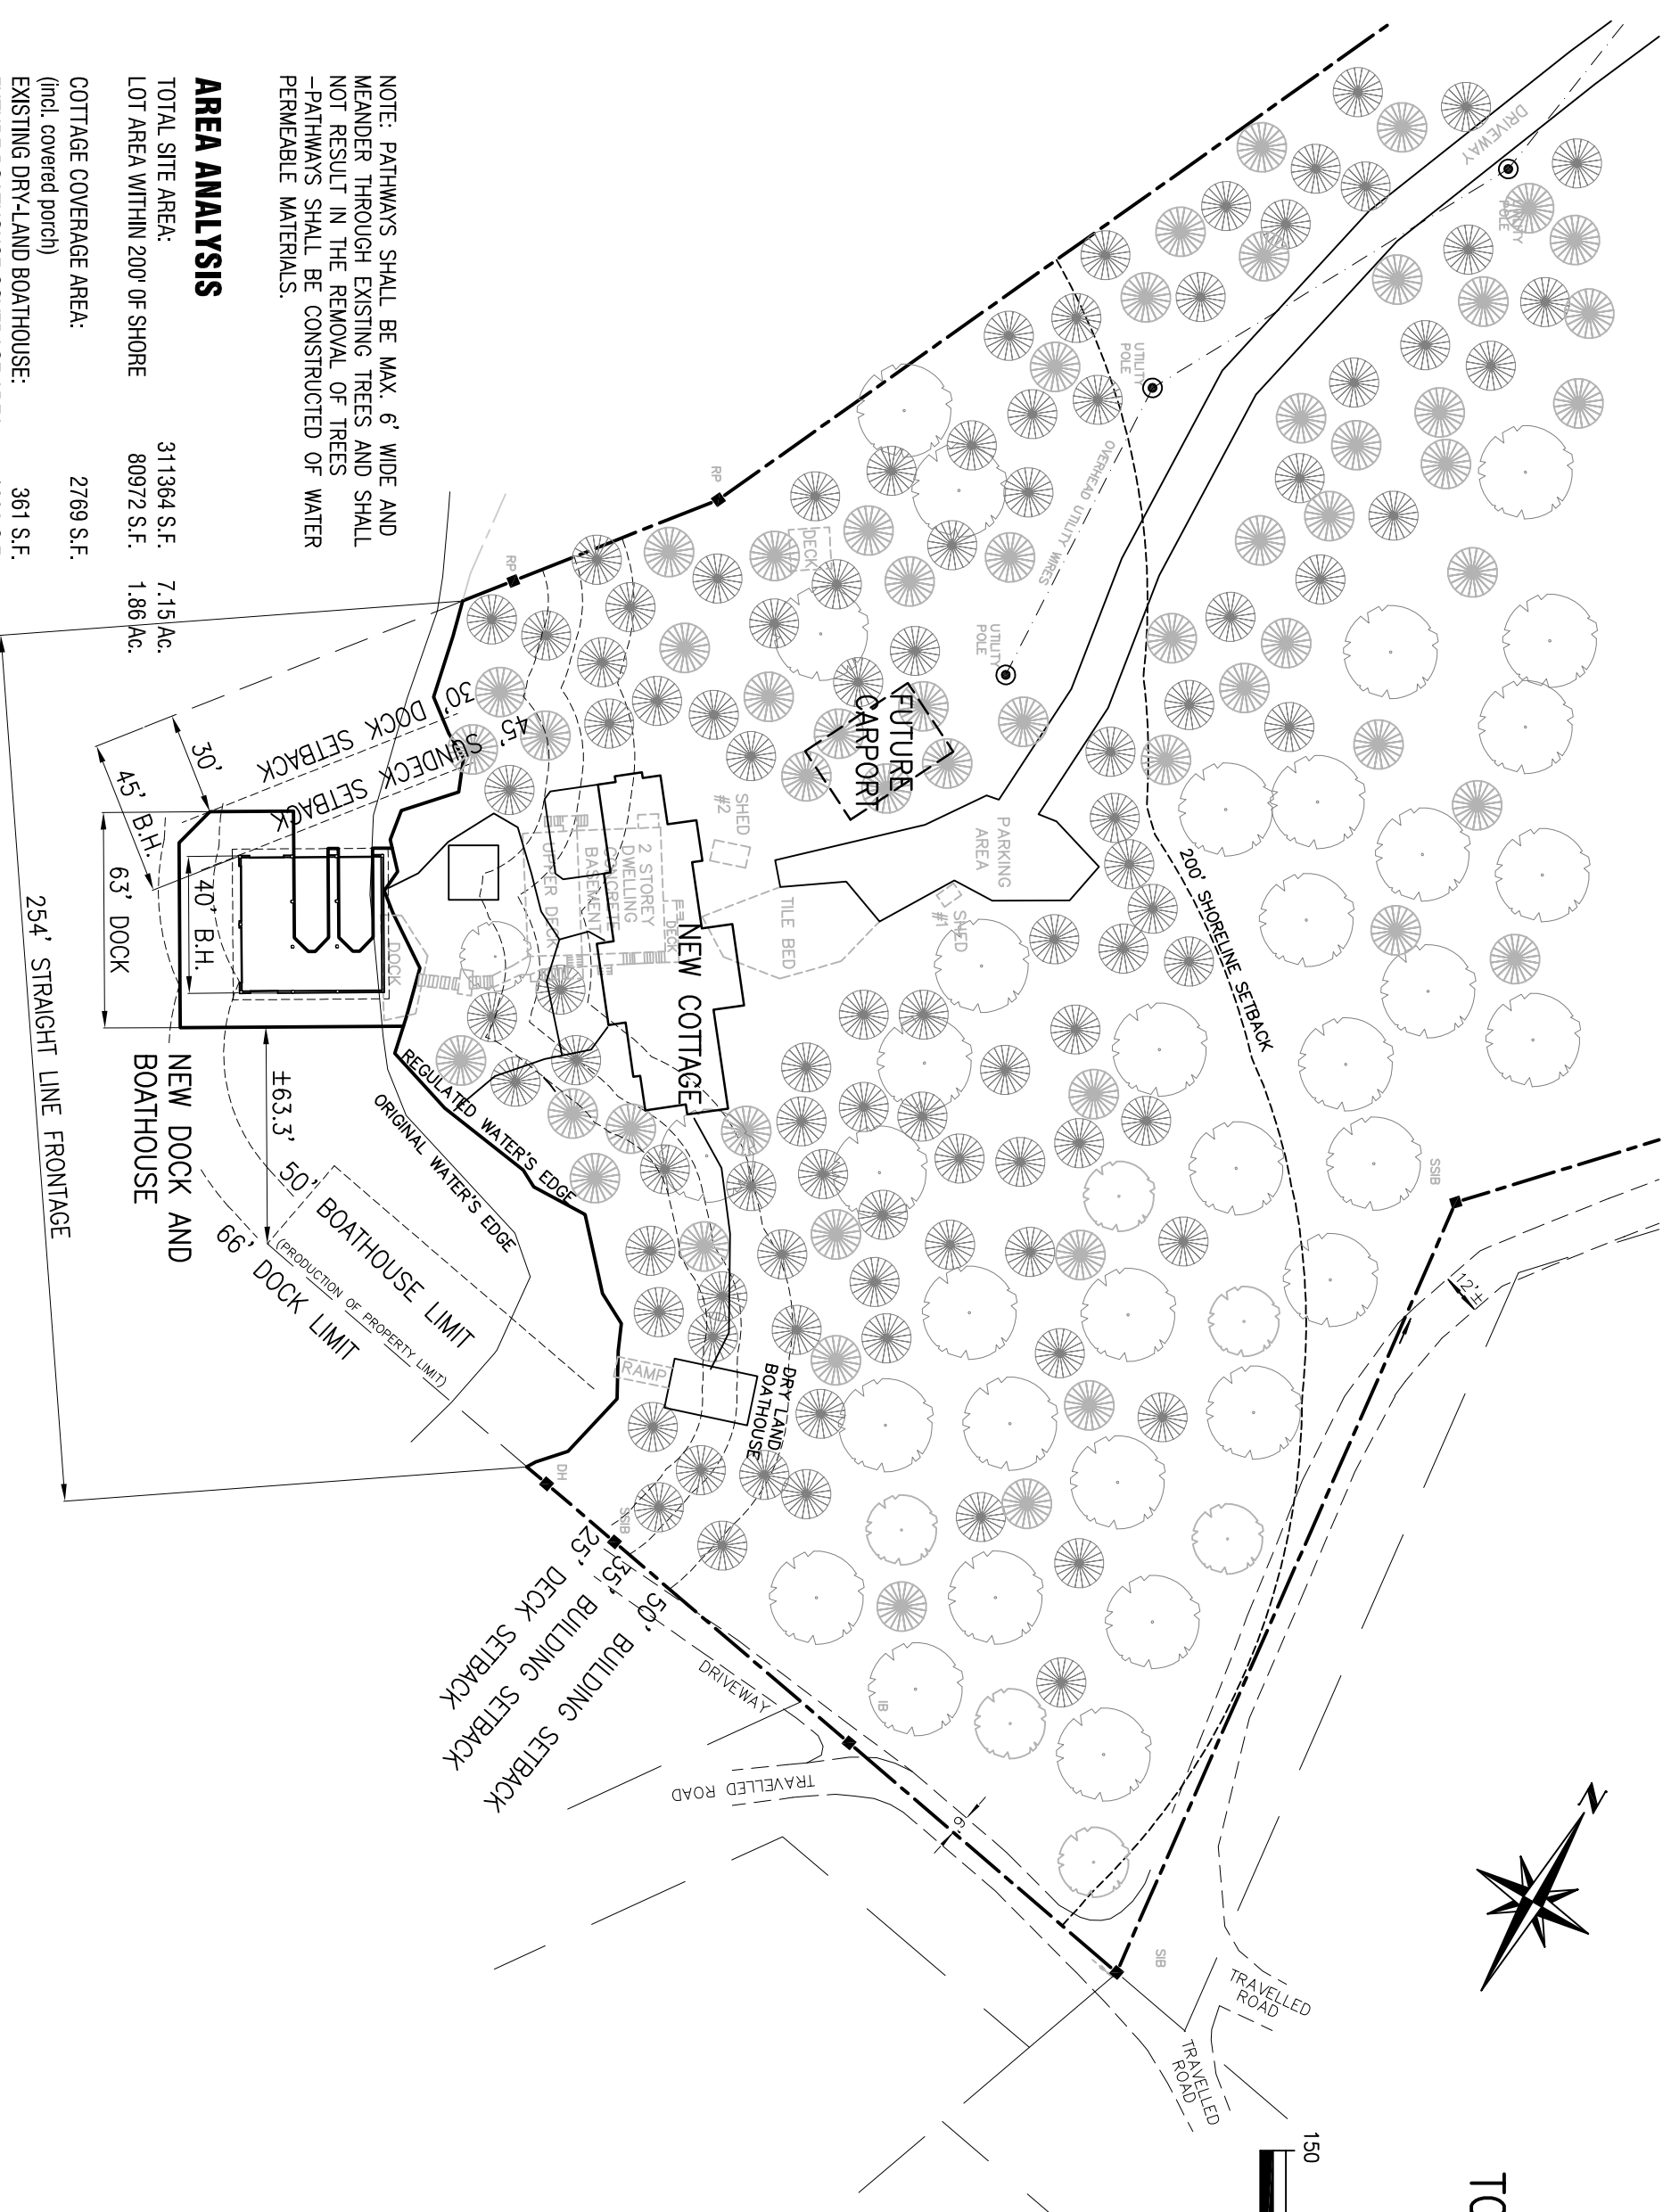 NOTE: PATHWAYS SHALL BE MAX. 6' WIDE AND
MEANDER THROUGH EXISTING TREES AND SHALL
NOT RESULT IN THE REMOVAL OF TREES
-PATHWAYS SHALL BE CONSTRUCTED OF WATER
PERMEABLE MATERIALS.
AREA ANALYSIS
TOTAL SITE AREA: 311364 S.F. 7.15 Ac.
LOT AREA WITHIN 200' OF SHORE 80972 S.F. 1.86 Ac.
COTTAGE COVERAGE AREA: 2769 S.F.
(incl. covered porch)
EXISTING DRY-LAND BOATHOUSE: 361 S.F.
DRIVEWAY
UTILITY
POLE
UTILITY
POLE
OVERHEAD UTILITY WIRES
UTILITY
POLE
RP
RP
DECK
FUTURE
CARPORT
PARKING
AREA
SHED
#1
SHED
#2
TILE BED
200' SHORELINE SETBACK
2 STOREY
DWELLING
CONCRETE
BASEMENT
UPPER DECK
DECK
NEW COTTAGE
DOCK
30' DOCK SETBACK
45' SUNDECK SETBACK
30'
45' B.H.
40' B.H.
63' DOCK
254' STRAIGHT LINE FRONTAGE
NEW DOCK AND
BOATHOUSE
±63.3'
50' BOATHOUSE LIMIT
(PRODUCTION OF PROPERTY LIMIT)
66' DOCK LIMIT
REGULATED WATER'S EDGE
ORIGINAL WATER'S EDGE
RAMP
DRY LAND
BOATHOUSE
DH
SSIB
25' DECK SETBACK
35' BUILDING SETBACK
50' BUILDING SETBACK
DRIVEWAY
TRAVELLED ROAD
IB
6'
SSIB
12'±
SIB
TRAVELLED
ROAD
TRAVELLED
ROAD
N
150
TO